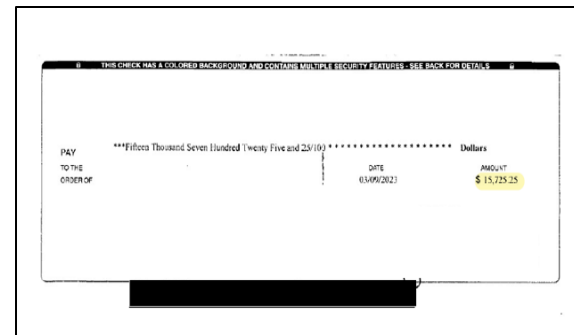 THIS CHECK HAS A COLORED BACKGROUND AND CONTAINS MULTIPLE SECURITY FEATURES - SEE BACK FOR DETAILS
PAY ***Fifteen Thousand Seven Hundred Twenty Five and 25/100 ********************* Dollars
TO THE DATE AMOUNT
ORDER OF 03/09/2023 $ 15,725.25